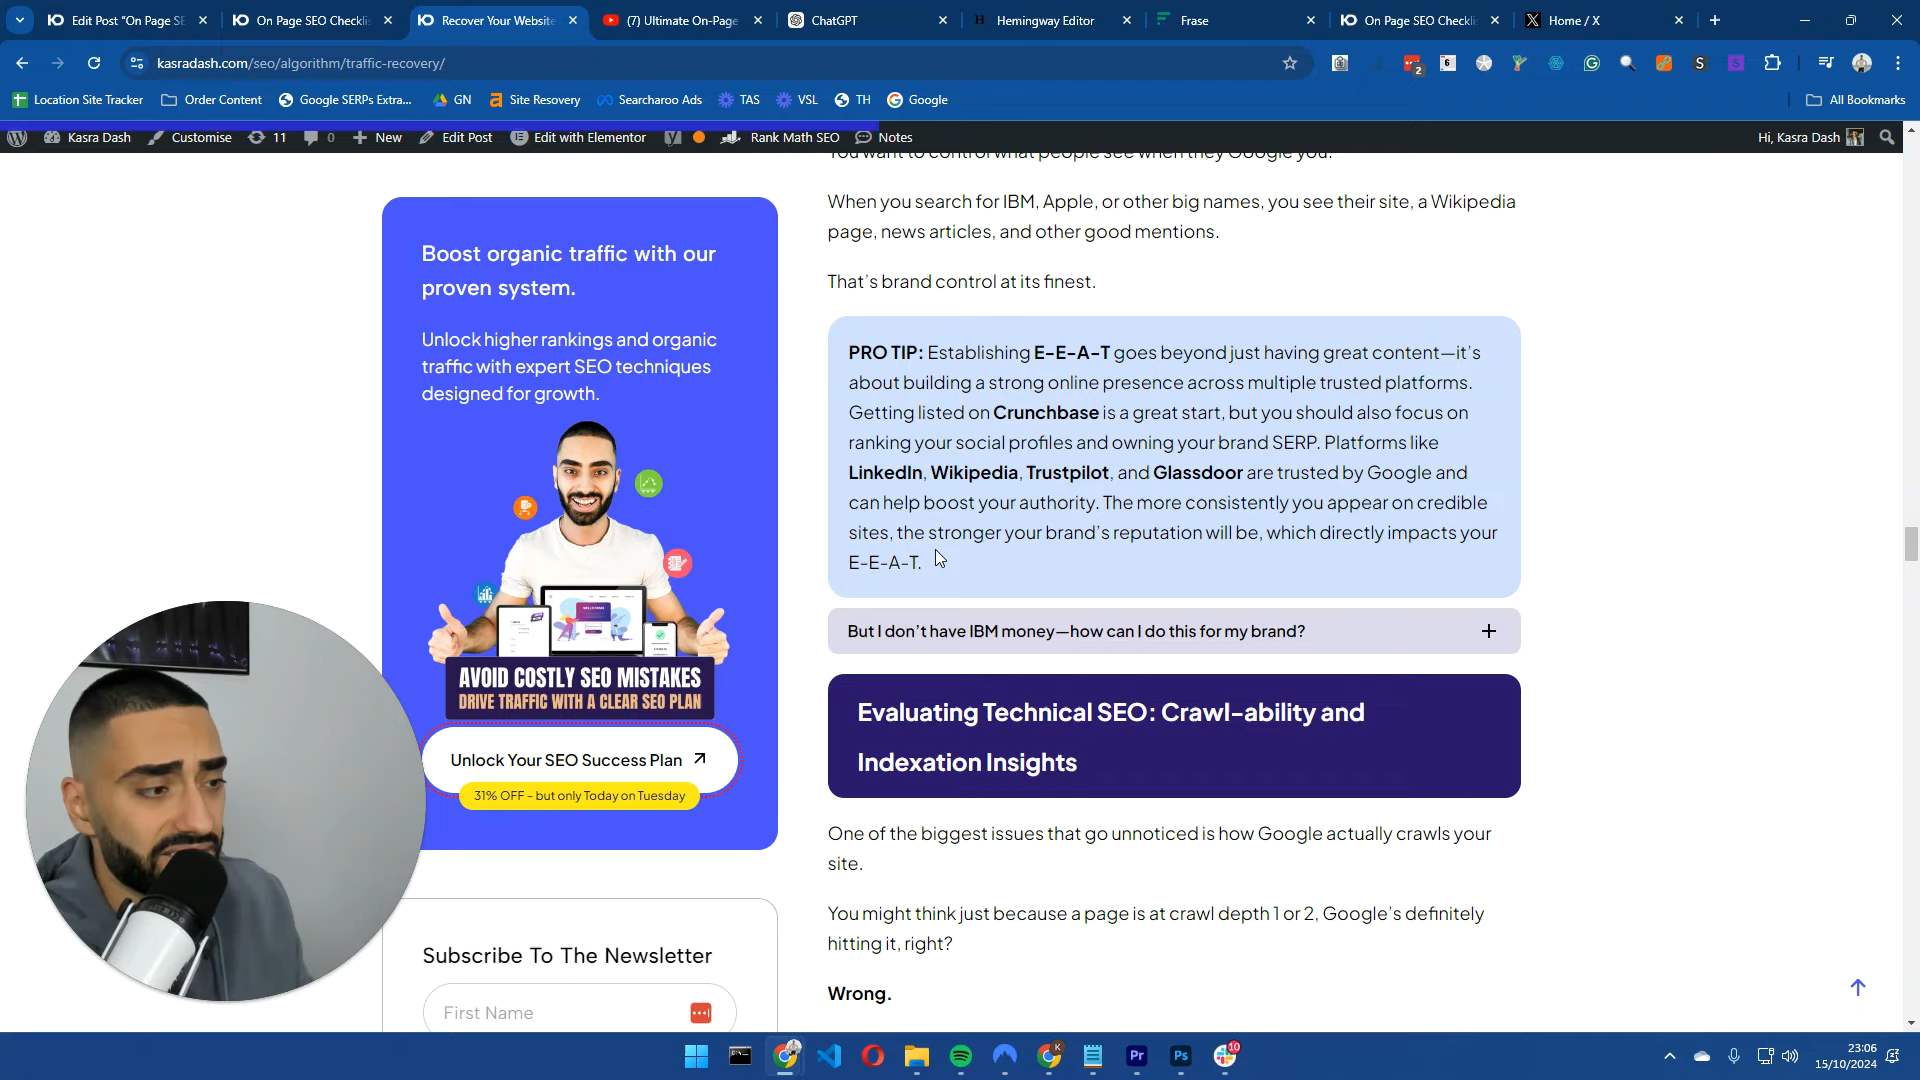 Edit Post “On Page SE
On Page SEO Checklis
Recover Your Website
(7) Ultimate On-Page
ChatGPT
Hemingway Editor
Frase
On Page SEO Checklis
Home / X
kasradash.com/seo/algorithm/traffic-recovery/
Location Site Tracker
Order Content
Google SERPs Extra...
GN
Site Recovery
Searcharoo Ads
TAS
VSL
TH
Google
All Bookmarks
Kasra Dash
Customise
11
0
New
Edit Post
Edit with Elementor
Rank Math SEO
Notes
Hi, Kasra Dash
Boost organic traffic with our
proven system.
Unlock higher rankings and organic
traffic with expert SEO techniques
designed for growth.
AVOID COSTLY SEO MISTAKES
DRIVE TRAFFIC WITH A CLEAR SEO PLAN
Unlock Your SEO Success Plan
31% OFF – but only Today on Tuesday
Subscribe To The Newsletter
First Name
You want to control what people see when they Google you.
When you search for IBM, Apple, or other big names, you see their site, a Wikipedia
page, news articles, and other good mentions.
That’s brand control at its finest.
PRO TIP: Establishing E-E-A-T goes beyond just having great content—it’s
about building a strong online presence across multiple trusted platforms.
Getting listed on Crunchbase is a great start, but you should also focus on
ranking your social profiles and owning your brand SERP. Platforms like
LinkedIn, Wikipedia, Trustpilot, and Glassdoor are trusted by Google and
can help boost your authority. The more consistently you appear on credible
sites, the stronger your brand’s reputation will be, which directly impacts your
E-E-A-T.
But I don’t have IBM money—how can I do this for my brand?
Evaluating Technical SEO: Crawl-ability and
Indexation Insights
One of the biggest issues that go unnoticed is how Google actually crawls your
site.
You might think just because a page is at crawl depth 1 or 2, Google’s definitely
hitting it, right?
Wrong.
23:06
15/10/2024